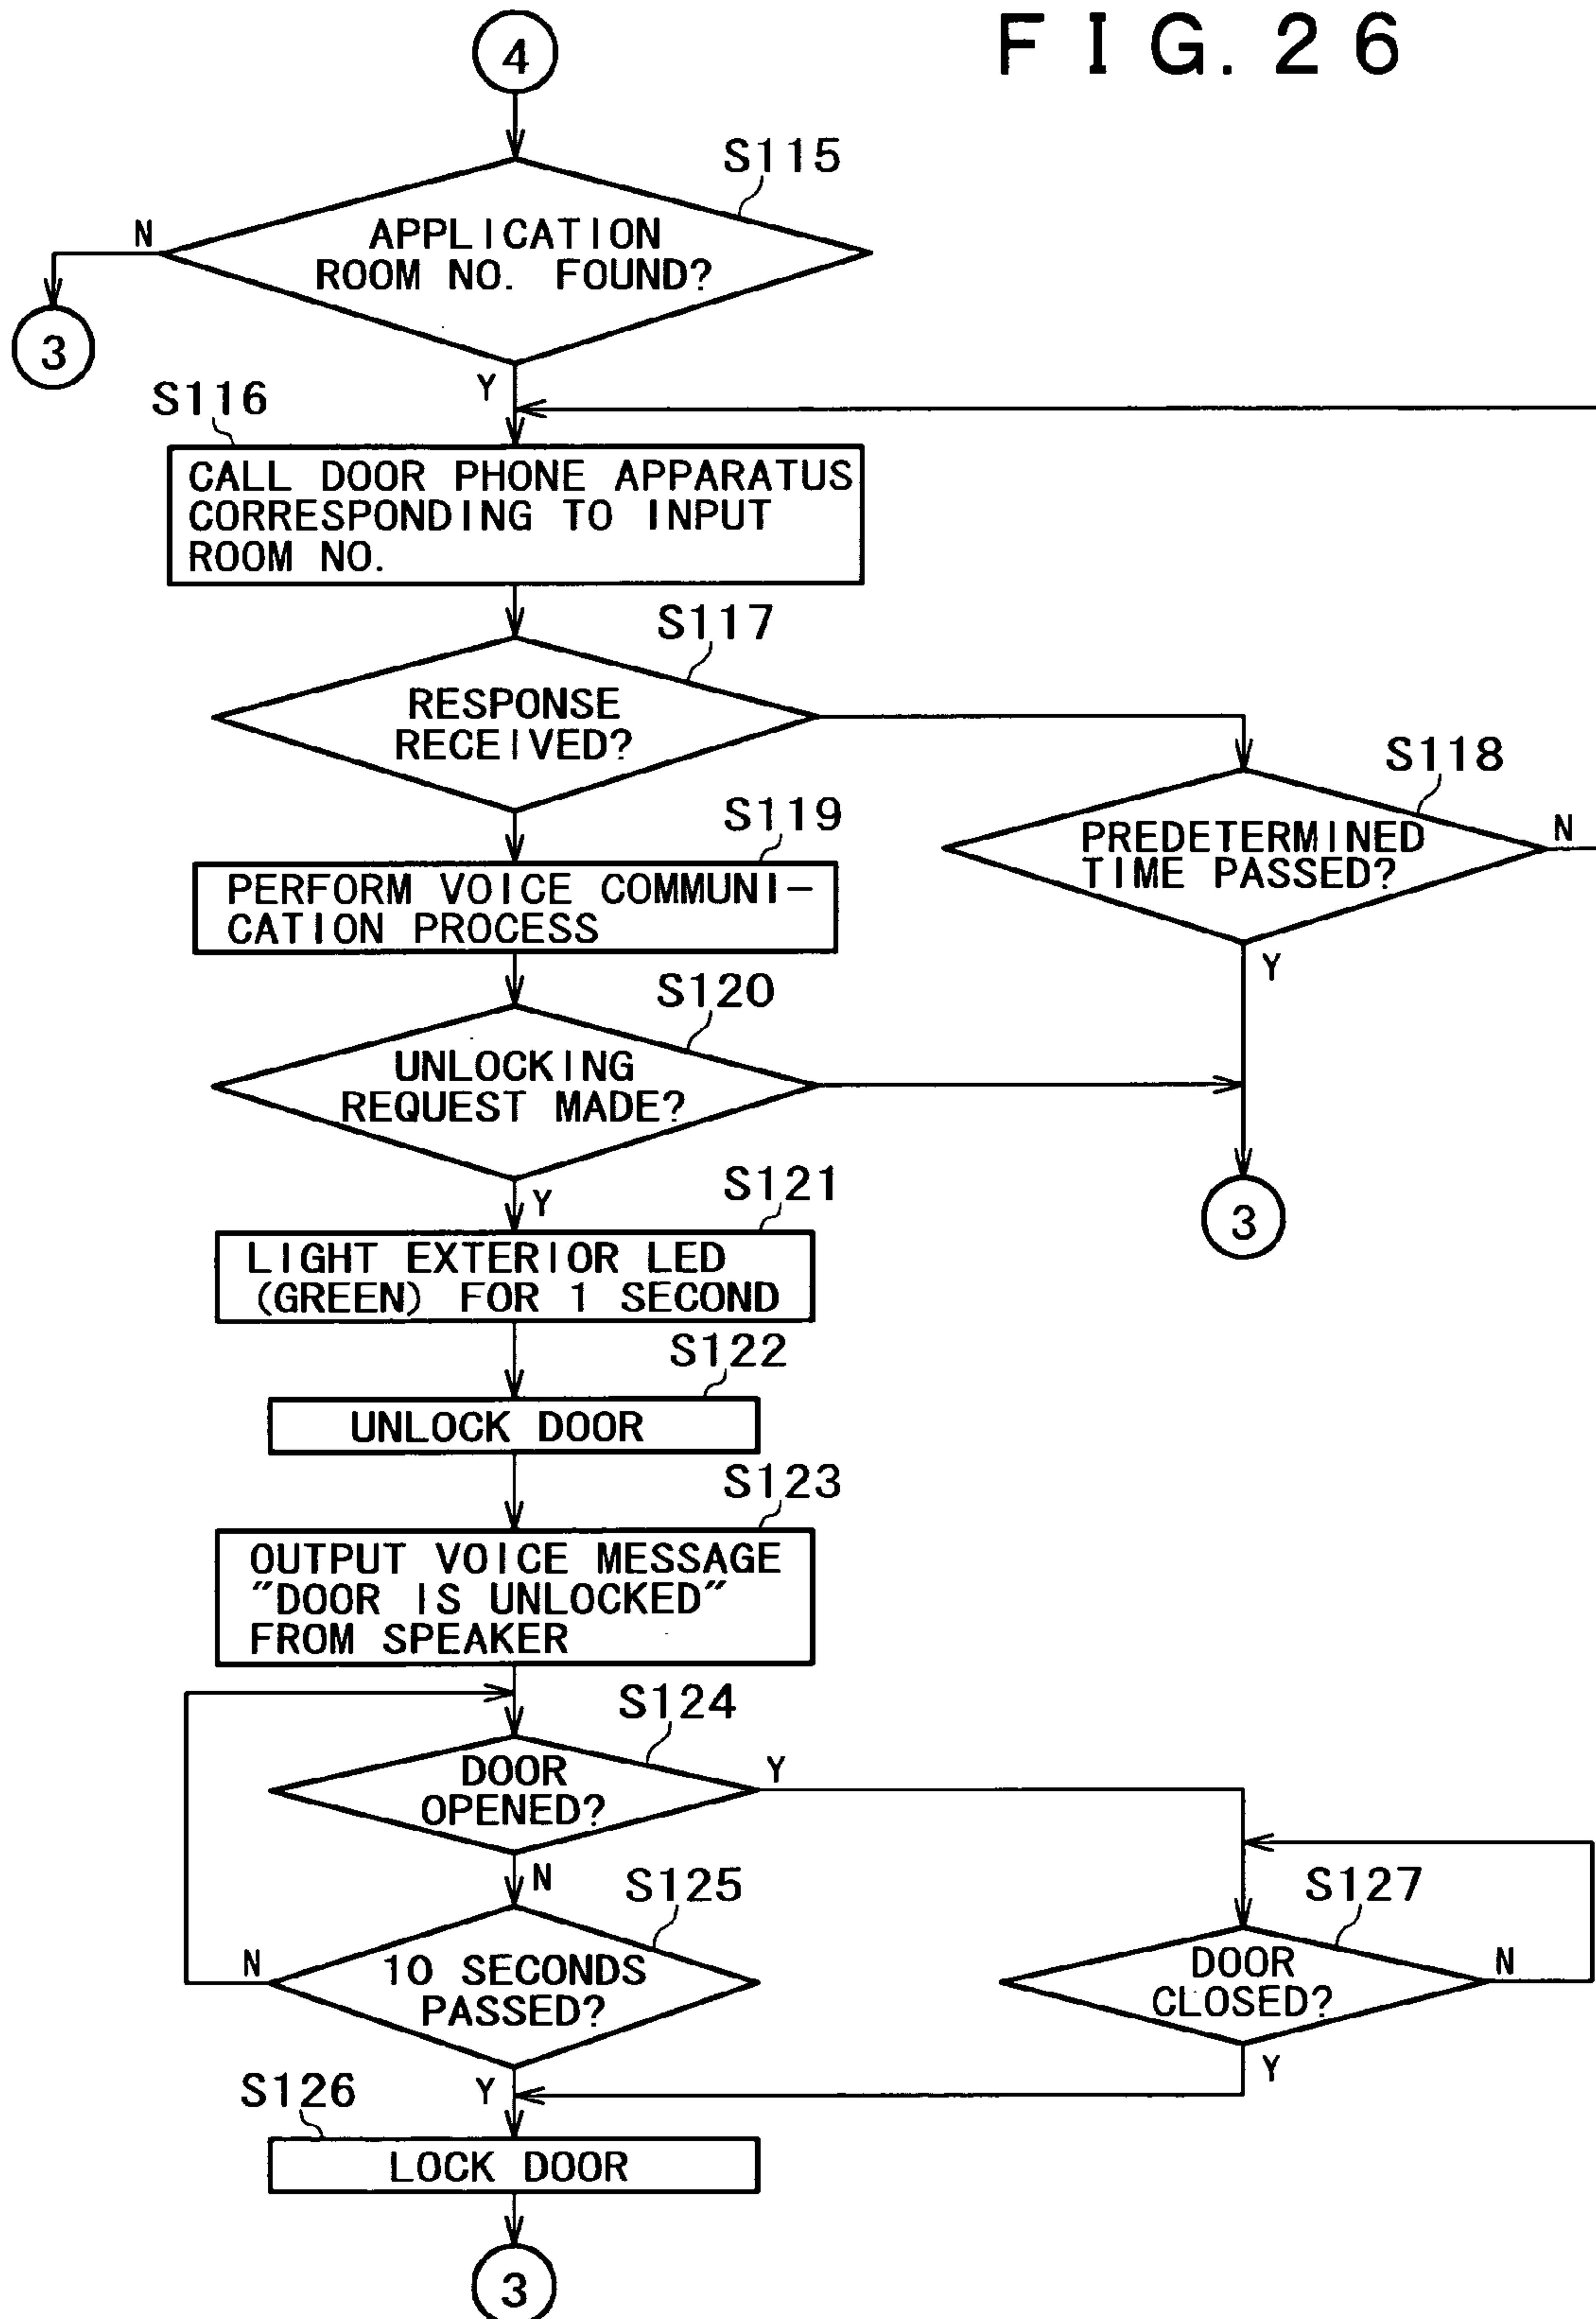 FIG. 26
4
S115
N
APPLICATION
ROOM NO. FOUND?
3
Y
S116
CALL DOOR PHONE APPARATUS
CORRESPONDING TO INPUT
ROOM NO.
S117
RESPONSE
RECEIVED?
S118
PREDETERMINED
TIME PASSED?
N
Y
S119
PERFORM VOICE COMMUNI-
CATION PROCESS
S120
UNLOCKING
REQUEST MADE?
Y
3
S121
LIGHT EXTERIOR LED
(GREEN) FOR 1 SECOND
S122
UNLOCK DOOR
S123
OUTPUT VOICE MESSAGE
"DOOR IS UNLOCKED"
FROM SPEAKER
S124
DOOR
OPENED?
Y
N
S125
10 SECONDS
PASSED?
N
Y
S127
DOOR
CLOSED?
N
Y
S126
LOCK DOOR
3